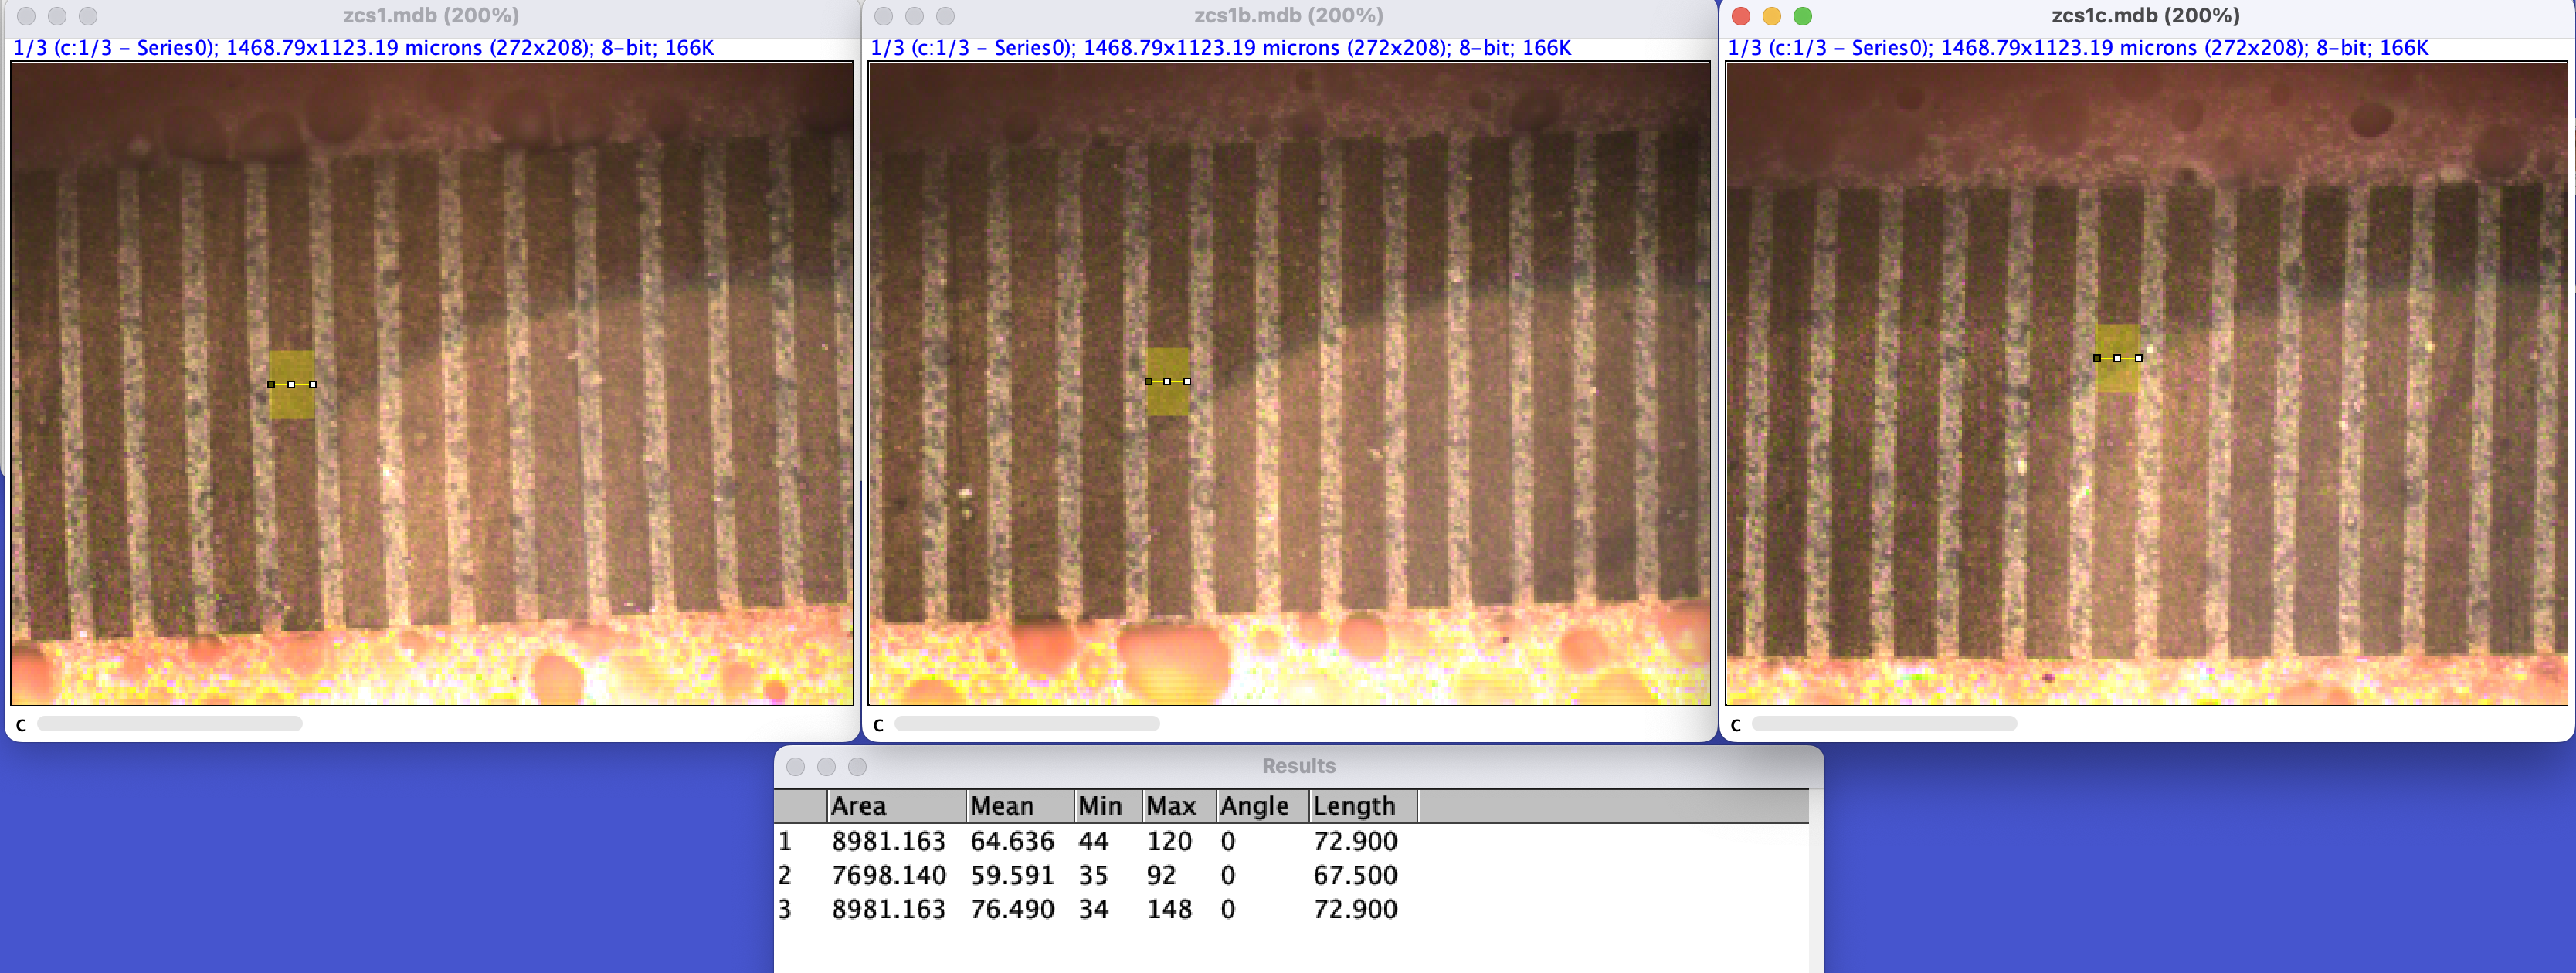 zcs1.mdb (200%)
1/3 (c:1/3 - Series0); 1468.79x1123.19 microns (272x208); 8-bit; 166K
c
zcs1b.mdb (200%)
1/3 (c:1/3 - Series0); 1468.79x1123.19 microns (272x208); 8-bit; 166K
c
zcs1c.mdb (200%)
1/3 (c:1/3 - Series0); 1468.79x1123.19 microns (272x208); 8-bit; 166K
c
Results
Area Mean Min Max Angle Length
1 8981.163 64.636 44 120 0 72.900
2 7698.140 59.591 35 92 0 67.500
3 8981.163 76.490 34 148 0 72.900